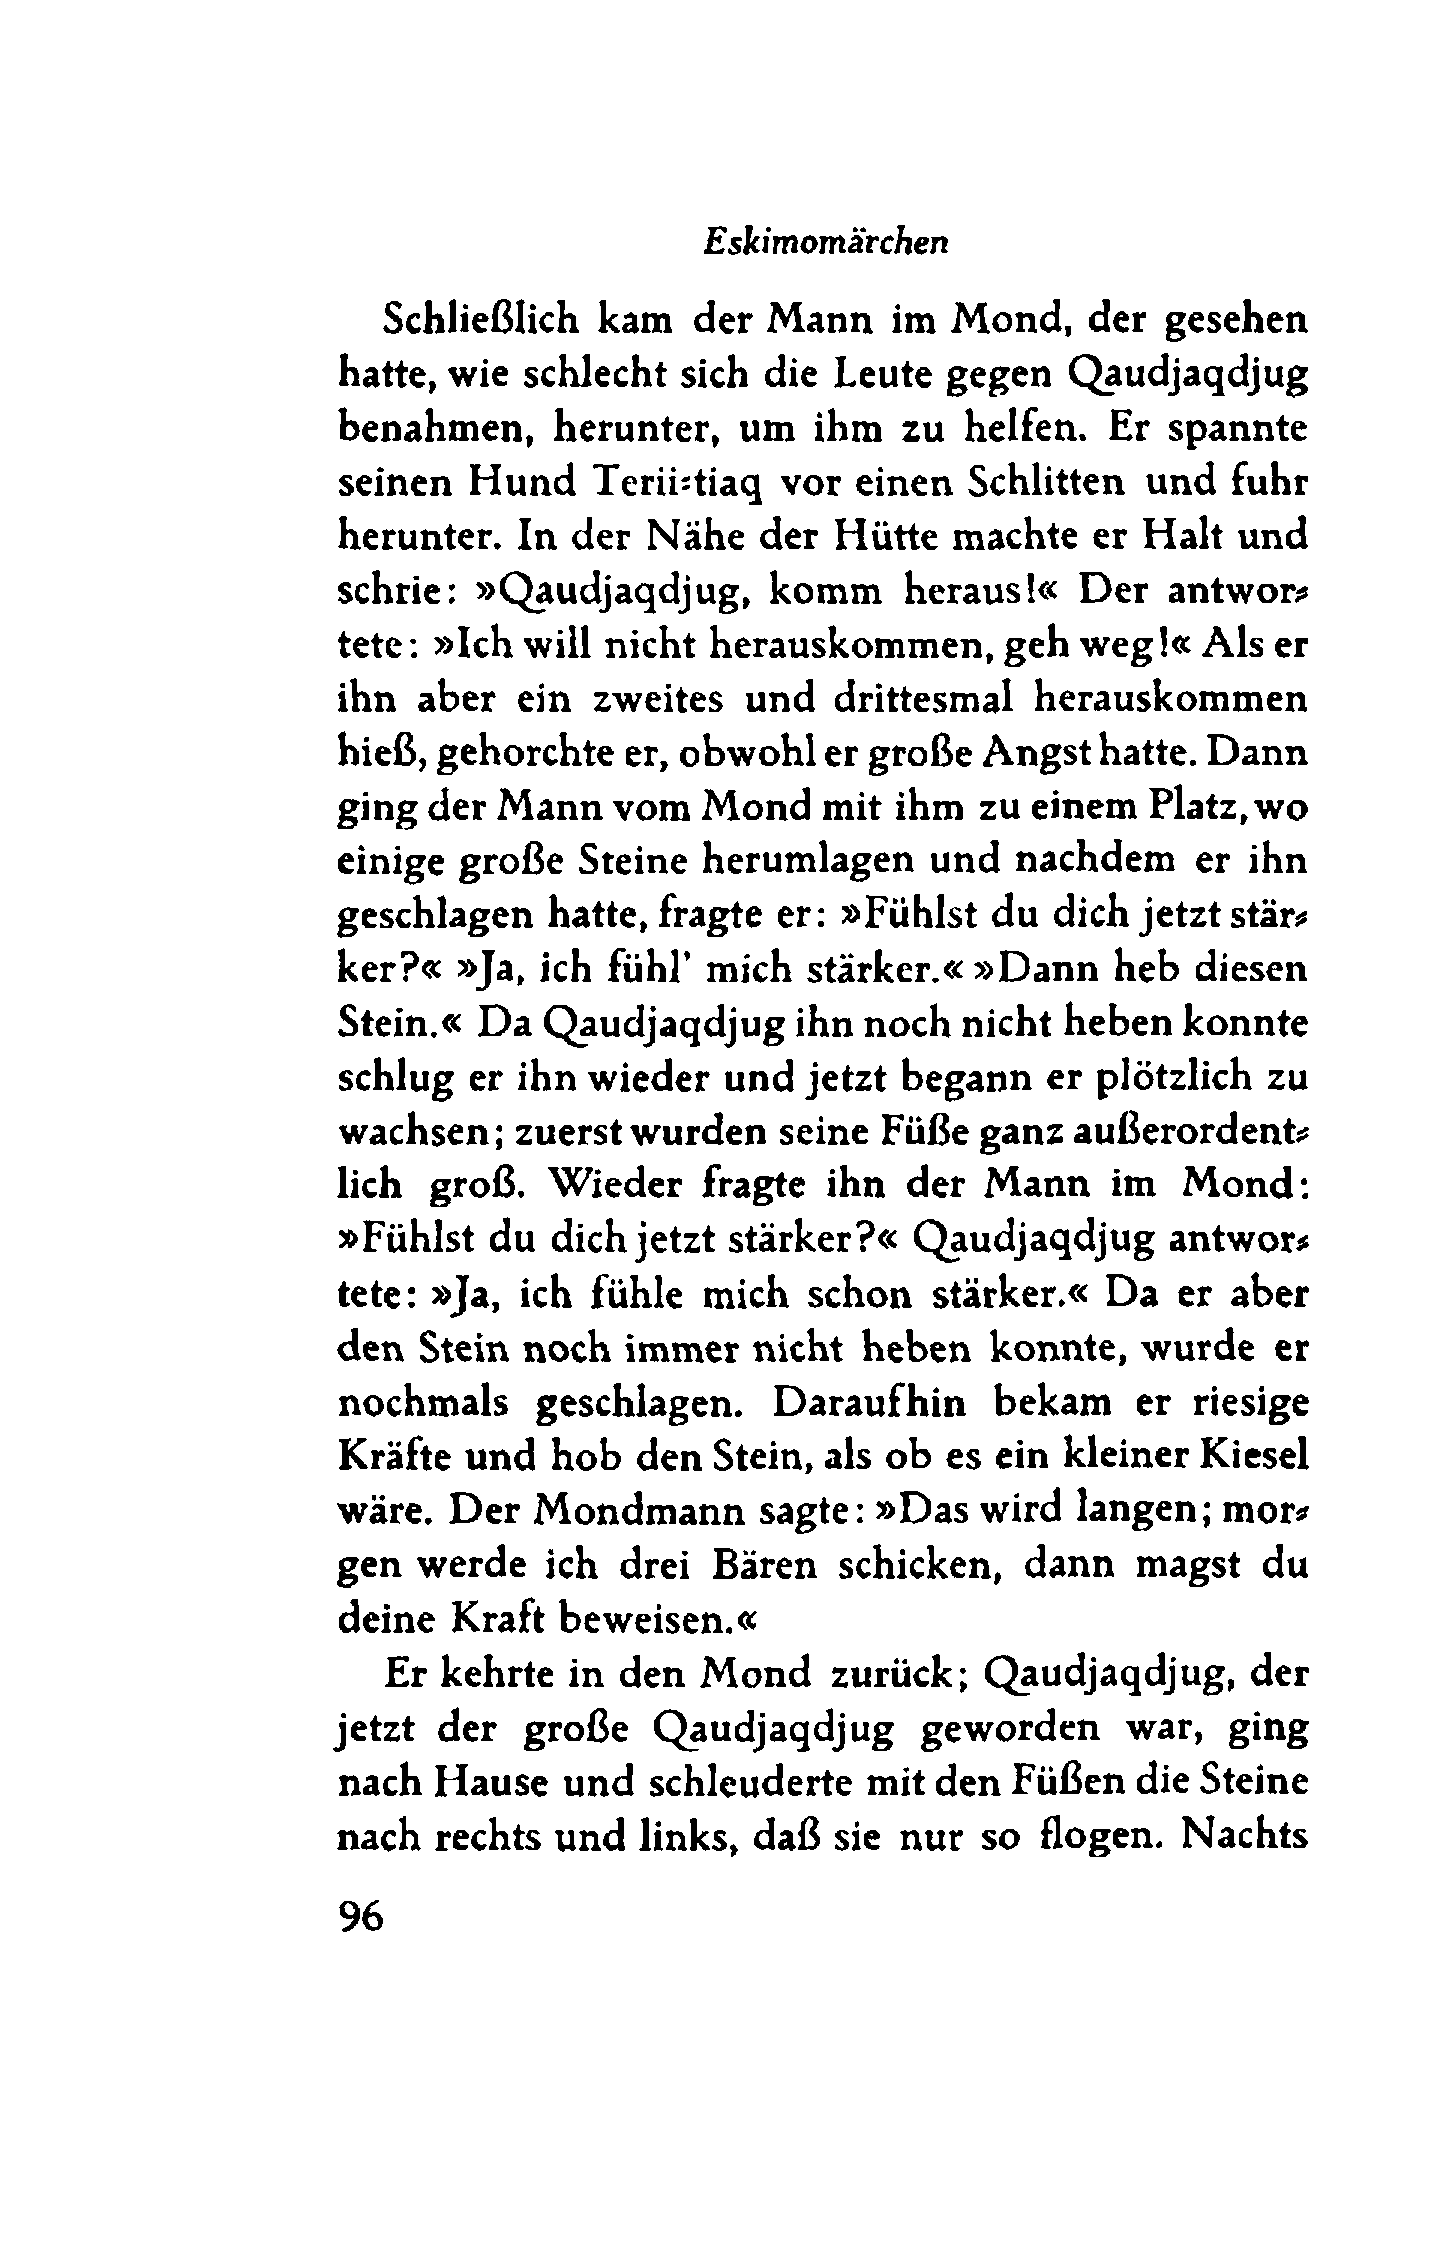 Eskimomärchen
Schließlich kam der Mann im Mond, der gesehen
hatte, wie schlecht sich die Leute gegen Qaudjaqdjug
benahmen, herunter, um ihm zu helfen. Er spannte
seinen Hund Terii-tiaq vor einen Schlitten und fuhr
herunter. In der Nähe der Hütte machte er Halt und
schrie: »Qaudjaqdjug, komm heraus!« Der antwor-
tete: »Ich will nicht herauskommen, geh weg!« Als er
ihn aber ein zweites und drittesmal herauskommen
hieß, gehorchte er, obwohl er große Angst hatte. Dann
ging der Mann vom Mond mit ihm zu einem Platz, wo
einige große Steine herumlagen und nachdem er ihn
geschlagen hatte, fragte er: »Fühlst du dich jetzt stär-
ker?« »Ja, ich fühl' mich stärker.« »Dann heb diesen
Stein.« Da Qaudjaqdjug ihn noch nicht heben konnte
schlug er ihn wieder und jetzt begann er plötzlich zu
wachsen; zuerst wurden seine Füße ganz außerordent-
lich groß. Wieder fragte ihn der Mann im Mond:
»Fühlst du dich jetzt stärker?« Qaudjaqdjug antwor-
tete: »Ja, ich fühle mich schon stärker.« Da er aber
den Stein noch immer nicht heben konnte, wurde er
nochmals geschlagen. Daraufhin bekam er riesige
Kräfte und hob den Stein, als ob es ein kleiner Kiesel
wäre. Der Mondmann sagte: »Das wird langen; mor-
gen werde ich drei Bären schicken, dann magst du
deine Kraft beweisen.«
Er kehrte in den Mond zurück; Qaudjaqdjug, der
jetzt der große Qaudjaqdjug geworden war, ging
nach Hause und schleuderte mit den Füßen die Steine
nach rechts und links, daß sie nur so flogen. Nachts
96